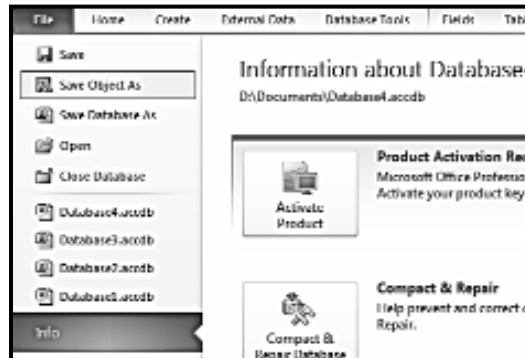 File Home Create External Data Database Tools Fields Tabl
Save
Save Object As
Save Database As
Open
Close Database
Database4.accdb
Database3.accdb
Database2.accdb
Database1.accdb
Info
Information about Database
D:\Documents\Database4.accdb
Activate
Product
Product Activation Re
Microsoft Office Professio
Activate your product key
Compact &
Repair Database
Compact & Repair
Help prevent and correct
Repair.